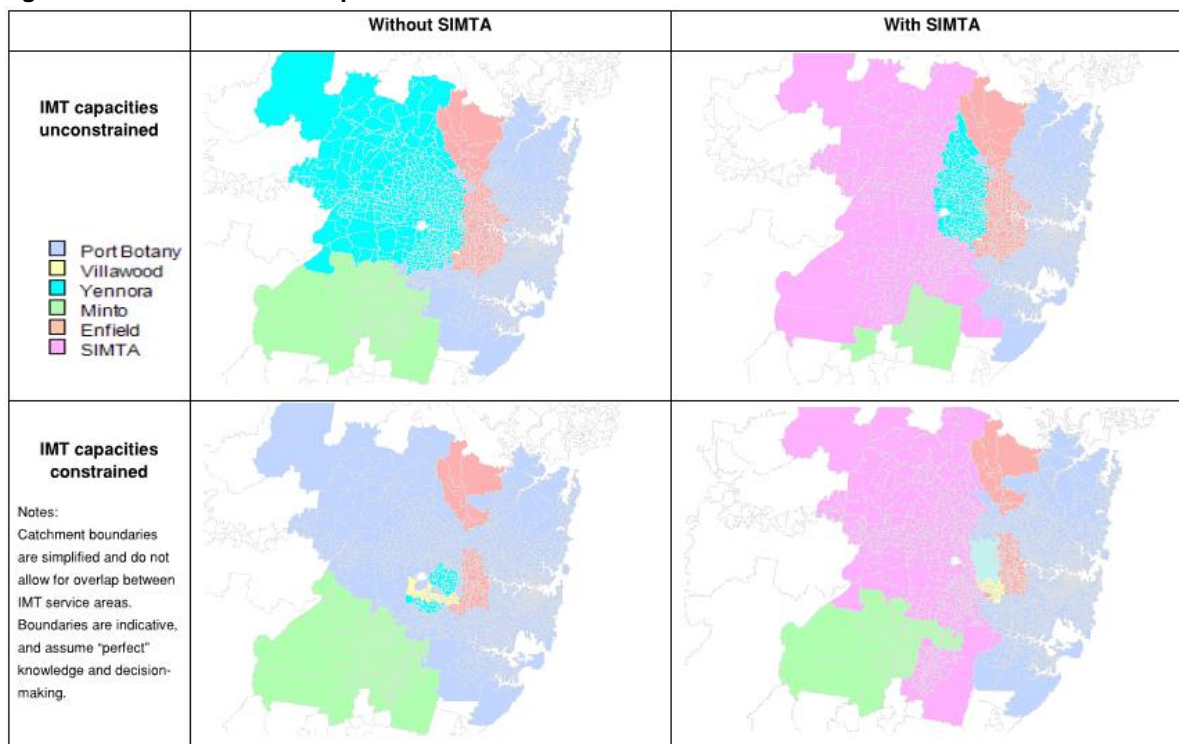 Without SIMTA
With SIMTA
IMT capacities
unconstrained
Port Botany
Villawood
Yennora
Minto
Enfield
SIMTA
IMT capacities
constrained
Notes:
Catchment boundaries
are simplified and do not
allow for overlap between
IMT service areas.
Boundaries are indicative,
and assume “perfect”
knowledge and decision-
making.